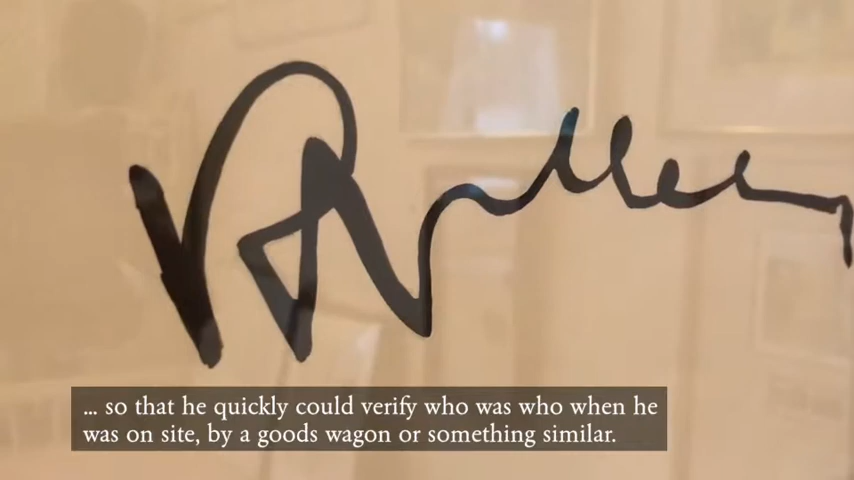 ... so that he quickly could verify who was who when he
was on site, by a goods wagon or something similar.